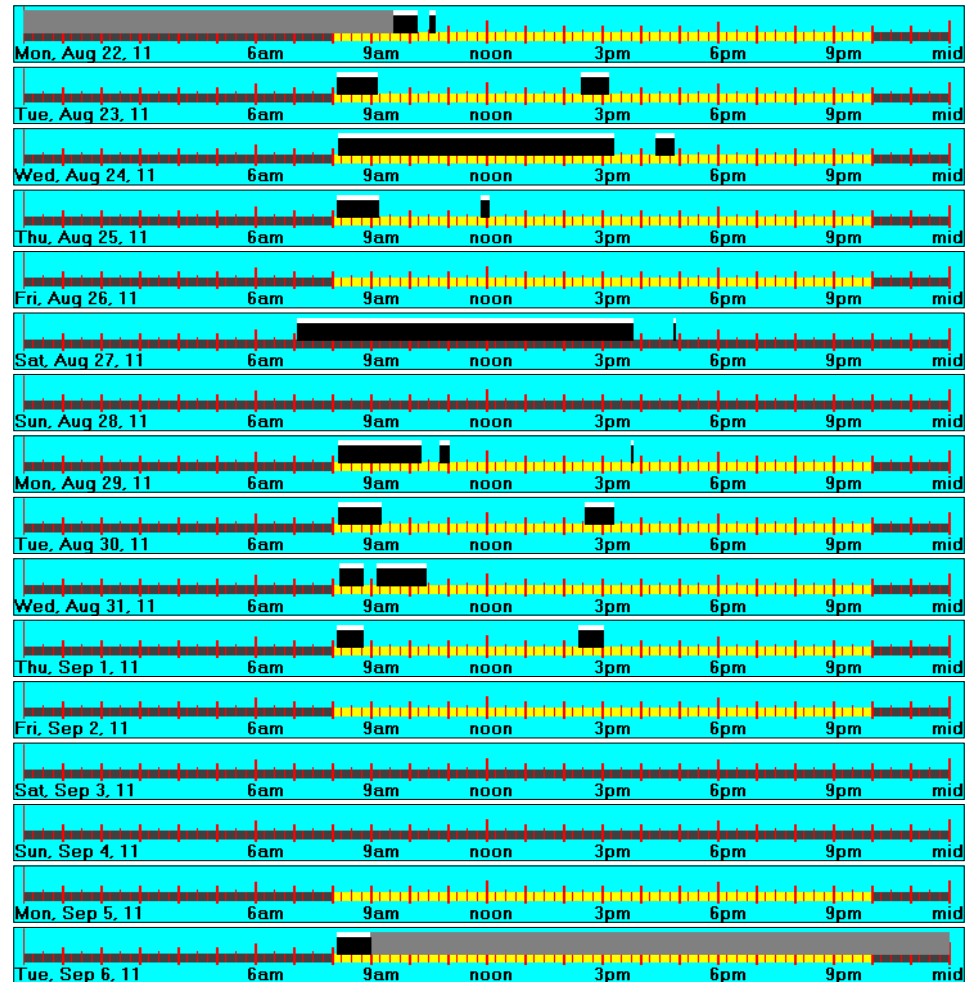 Mon, Aug 22, 11 6am 9am noon 3pm 6pm 9pm mid
Tue, Aug 23, 11 6am 9am noon 3pm 6pm 9pm mid
Wed, Aug 24, 11 6am 9am noon 3pm 6pm 9pm mid
Thu, Aug 25, 11 6am 9am noon 3pm 6pm 9pm mid
Fri, Aug 26, 11 6am 9am noon 3pm 6pm 9pm mid
Sat, Aug 27, 11 6am 9am noon 3pm 6pm 9pm mid
Sun, Aug 28, 11 6am 9am noon 3pm 6pm 9pm mid
Mon, Aug 29, 11 6am 9am noon 3pm 6pm 9pm mid
Tue, Aug 30, 11 6am 9am noon 3pm 6pm 9pm mid
Wed, Aug 31, 11 6am 9am noon 3pm 6pm 9pm mid
Thu, Sep 1, 11 6am 9am noon 3pm 6pm 9pm mid
Fri, Sep 2, 11 6am 9am noon 3pm 6pm 9pm mid
Sat, Sep 3, 11 6am 9am noon 3pm 6pm 9pm mid
Sun, Sep 4, 11 6am 9am noon 3pm 6pm 9pm mid
Mon, Sep 5, 11 6am 9am noon 3pm 6pm 9pm mid
Tue, Sep 6, 11 6am 9am noon 3pm 6pm 9pm mid